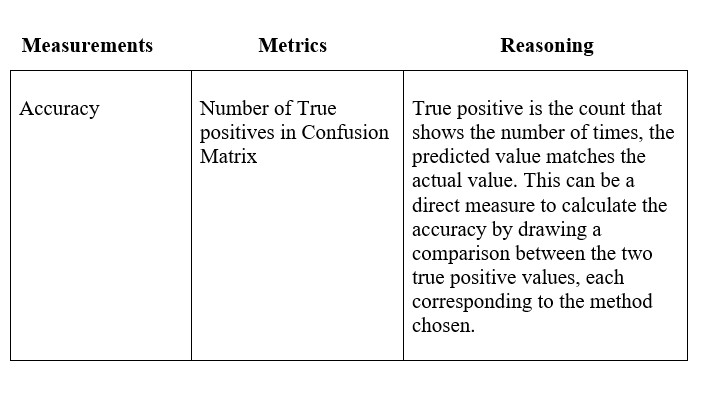 Measurements Metrics Reasoning
Accuracy
Number of True
positives in Confusion
Matrix
True positive is the count that
shows the number of times, the
predicted value matches the
actual value. This can be a
direct measure to calculate the
accuracy by drawing a
comparison between the two
true positive values, each
corresponding to the method
chosen.